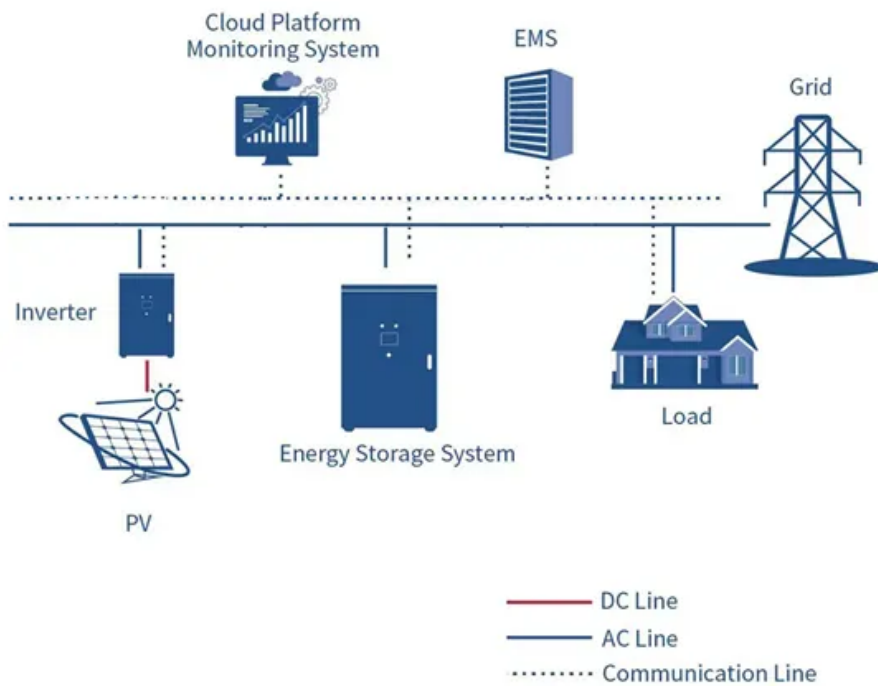 Cloud Platform
Monitoring System
EMS
Grid
Inverter
Load
Energy Storage System
PV
DC Line
AC Line
Communication Line